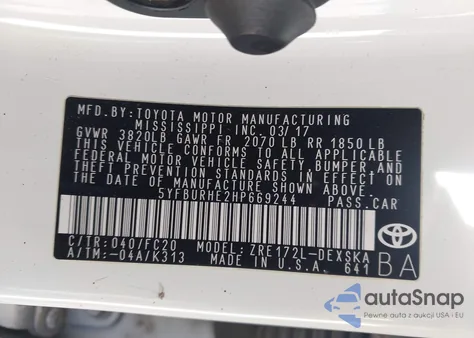 MFD.BY:TOYOTA MOTOR MANUFACTURING
MISSISSIPPI·INC. 03/17
GVWR 3820LB GAWR FR 2070 LB RR 1850 LB
THIS VEHICLE CONFORMS TO ALL APPLICABLE
FEDERAL MOTOR VEHICLE SAFETY BUMPER, AND
THEFT PREVENTION STANDARDS IN EFFECT ON
THE DATE OF MANUFACTURE SHOWN ABOVE.
5YFBURHE2HP669244 PASS.CAR
C/TR:040/FC20 MODEL: ZRE172L-DEXSKA
A/TM:-04A/K313 MADE IN U.S.A. 641
TOYOTA
BA
autoSnap
Pewne auta z aukcji USA i EU